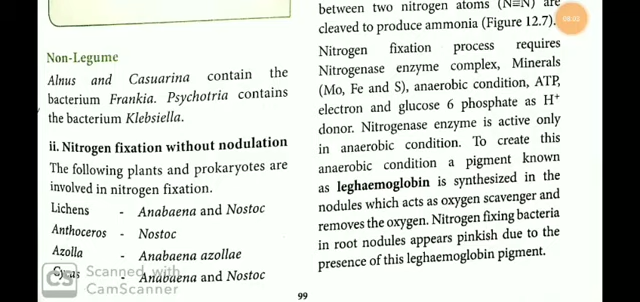 Non-Legume
Alnus and Casuarina contain the
bacterium Frankia. Psychotria contains
the bacterium Klebsiella.
ii. Nitrogen fixation without nodulation
The following plants and prokaryotes are
involved in nitrogen fixation.
Lichens - Anabaena and Nostoc
Anthoceros - Nostoc
Azolla - Anabaena azollae
Cycas - Anabaena and Nostoc
between two nitrogen atoms (N≡N) are
cleaved to produce ammonia (Figure 12.7).
Nitrogen fixation process requires
Nitrogenase enzyme complex, Minerals
(Mo, Fe and S), anaerobic condition, ATP,
electron and glucose 6 phosphate as H⁺
donor. Nitrogenase enzyme is active only
in anaerobic condition. To create this
anaerobic condition a pigment known
as leghaemoglobin is synthesized in the
nodules which acts as oxygen scavenger and
removes the oxygen. Nitrogen fixing bacteria
in root nodules appears pinkish due to the
presence of this leghaemoglobin pigment.
99
CS Scanned with
CamScanner